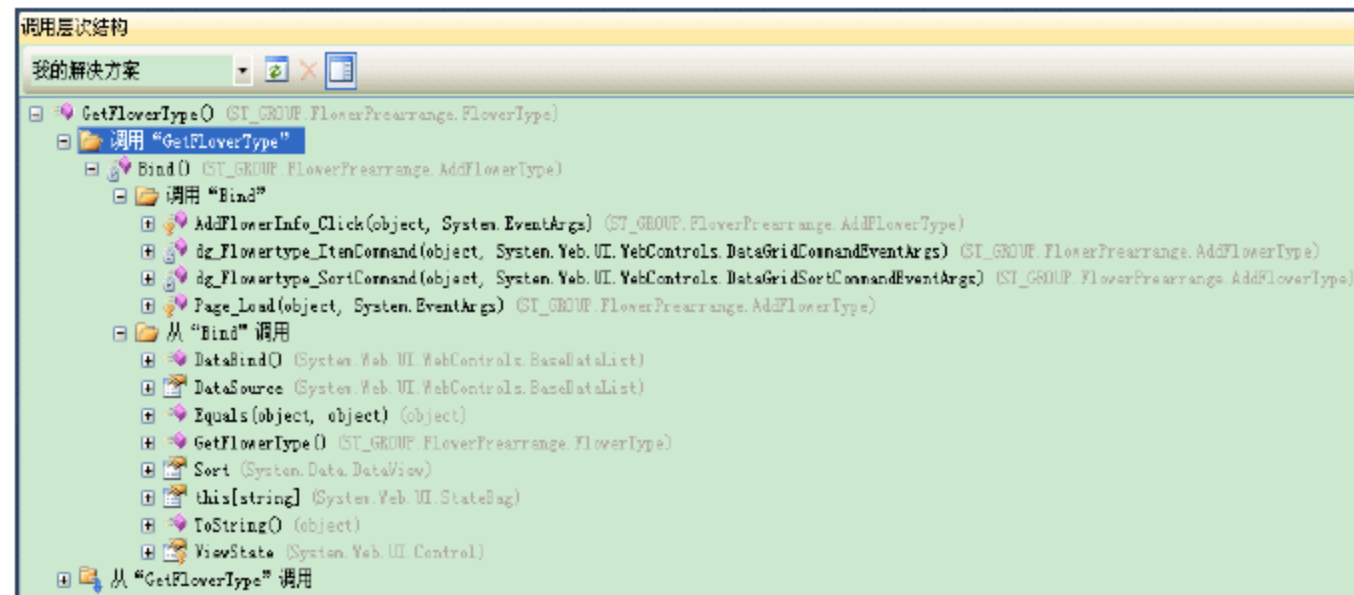 调用层次结构
我的解决方案
GetFlowerType() (ST_GROUP.FlowerPrearrange.FlowerType)
调用 “GetFlowerType”
Bind() (ST_GROUP.FlowerPrearrange.AddFlowerType)
调用 “Bind”
AddFlowerInfo_Click(object, System.EventArgs) (ST_GROUP.FlowerPrearrange.AddFlowerType)
dg_Flowertype_ItemCommand(object, System.Web.UI.WebControls.DataGridCommandEventArgs) (ST_GROUP.FlowerPrearrange.AddFlowerType)
dg_Flowertype_SortCommand(object, System.Web.UI.WebControls.DataGridSortCommandEventArgs) (ST_GROUP.FlowerPrearrange.AddFlowerType)
Page_Load(object, System.EventArgs) (ST_GROUP.FlowerPrearrange.AddFlowerType)
从 “Bind” 调用
DataBind() (System.Web.UI.WebControls.BaseDataList)
DataSource (System.Web.UI.WebControls.BaseDataList)
Equals(object, object) (object)
GetFlowerType() (ST_GROUP.FlowerPrearrange.FlowerType)
Sort (System.Data.DataView)
this[string] (System.Web.UI.StateBag)
ToString() (object)
ViewState (System.Web.UI.Control)
从 “GetFlowerType” 调用